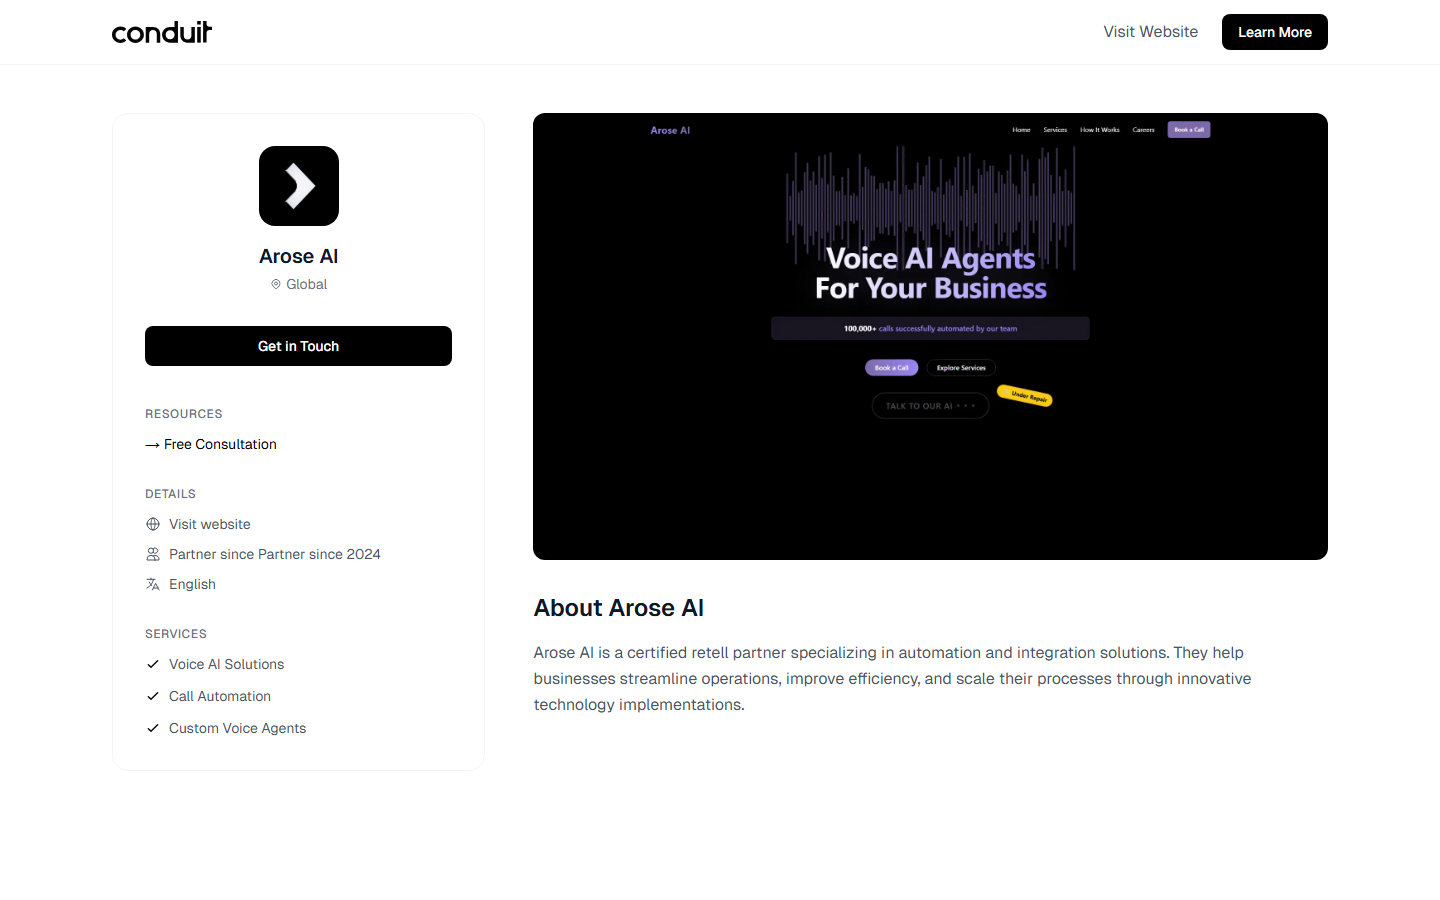 conduit
Visit Website
Learn More
Arose AI
Global
Get in Touch
RESOURCES
→ Free Consultation
DETAILS
Visit website
Partner since Partner since 2024
English
SERVICES
Voice AI Solutions
Call Automation
Custom Voice Agents
Arose AI
Home
Services
How It Works
Careers
Book a Call
Voice AI Agents
For Your Business
100,000+ calls successfully automated by our team
Book a Call
Explore Services
TALK TO OUR AI • • •
Under Repair
About Arose AI
Arose AI is a certified retell partner specializing in automation and integration solutions. They help
businesses streamline operations, improve efficiency, and scale their processes through innovative
technology implementations.